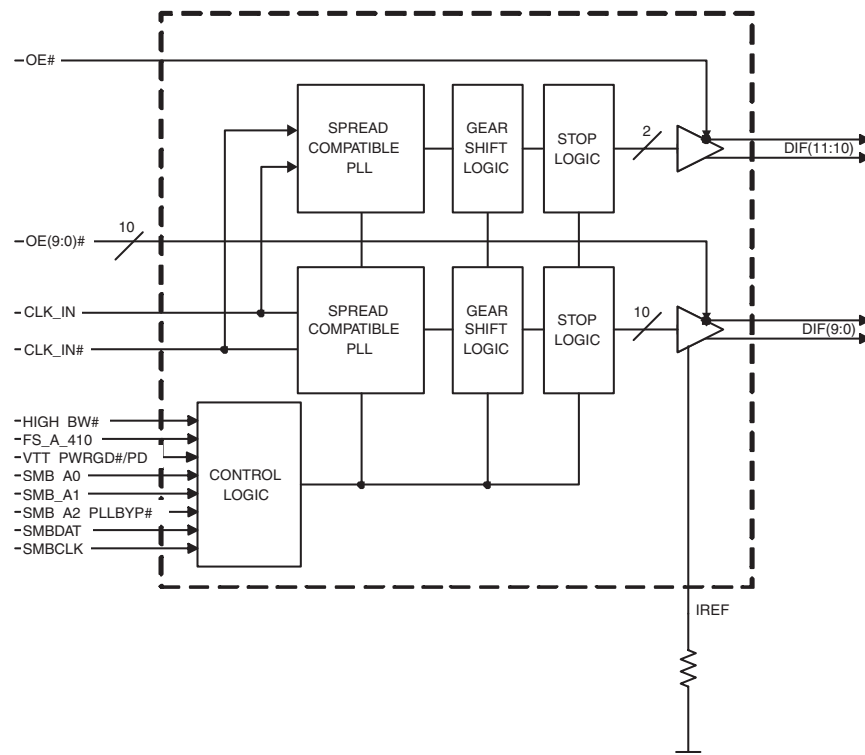 OE#
SPREAD
COMPATIBLE
PLL
GEAR
SHIFT
LOGIC
STOP
LOGIC
2
DIF(11:10)
OE(9:0)#
10
CLK_IN
CLK_IN#
SPREAD
COMPATIBLE
PLL
GEAR
SHIFT
LOGIC
STOP
LOGIC
10
DIF(9:0)
HIGH BW#
FS_A_410
VTT PWRGD#/PD
SMB A0
SMB_A1
SMB A2 PLLBYP#
SMBDAT
SMBCLK
CONTROL
LOGIC
IREF